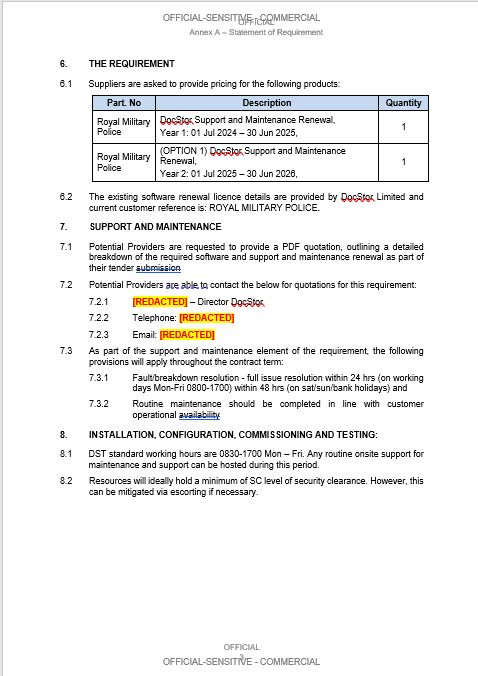 OFFICIAL-SENSITIVE - COMMERCIAL
OFFICIAL
Annex A – Statement of Requirement
6. THE REQUIREMENT
6.1 Suppliers are asked to provide pricing for the following products:
Part. No Description Quantity
Royal Military Police DocStor Support and Maintenance Renewal, 1
Year 1: 01 Jul 2024 – 30 Jun 2025,
Royal Military Police (OPTION 1) DocStor Support and Maintenance 1
Renewal,
Year 2: 01 Jul 2025 – 30 Jun 2026,
6.2 The existing software renewal licence details are provided by DocStor Limited and
current customer reference is: ROYAL MILITARY POLICE.
7. SUPPORT AND MAINTENANCE
7.1 Potential Providers are requested to provide a PDF quotation, outlining a detailed
breakdown of the required software and support and maintenance renewal as part of
their tender submission
7.2 Potential Providers are able to contact the below for quotations for this requirement:
7.2.1 [REDACTED] – Director DocStor
7.2.2 Telephone: [REDACTED]
7.2.3 Email: [REDACTED]
7.3 As part of the support and maintenance element of the requirement, the following
provisions will apply throughout the contract term:
7.3.1 Fault/breakdown resolution - full issue resolution within 24 hrs (on working
days Mon-Fri 0800-1700) within 48 hrs (on sat/sun/bank holidays) and
7.3.2 Routine maintenance should be completed in line with customer
operational availability
8. INSTALLATION, CONFIGURATION, COMMISSIONING AND TESTING:
8.1 DST standard working hours are 0830-1700 Mon – Fri. Any routine onsite support for
maintenance and support can be hosted during this period.
8.2 Resources will ideally hold a minimum of SC level of security clearance. However, this
can be mitigated via escorting if necessary.
OFFICIAL
3
OFFICIAL-SENSITIVE - COMMERCIAL